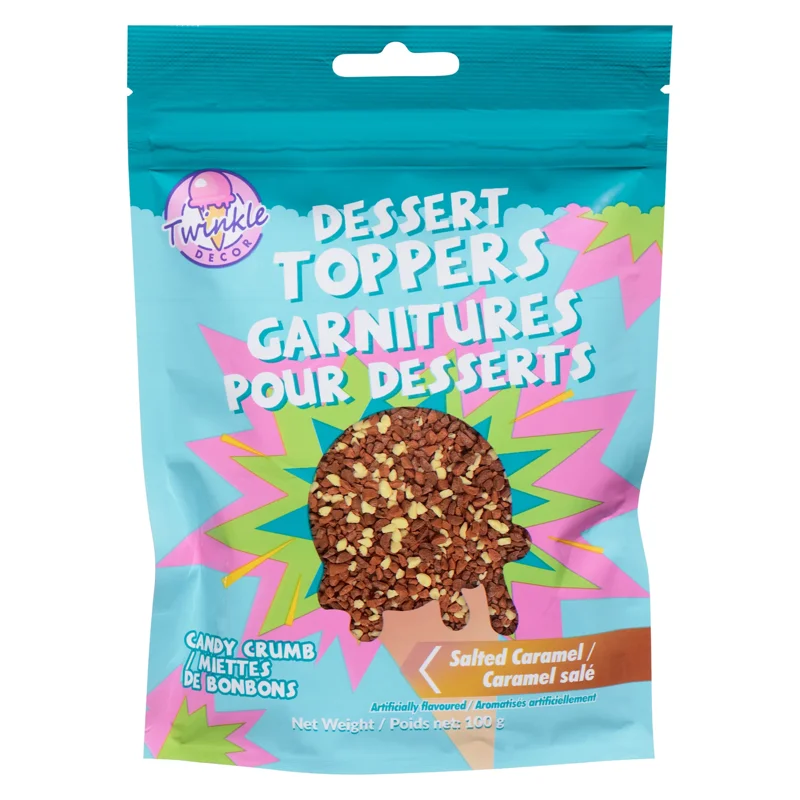 Twinkle
DECOR
DESSERT
TOPPERS
GARNITURES
POUR DESSERTS
CANDY CRUMB
/ MIETTES
DE BONBONS
Salted Caramel /
Caramel salé
Artificially flavoured / Aromatisés artificiellement
Net Weight / Poids net: 100 g